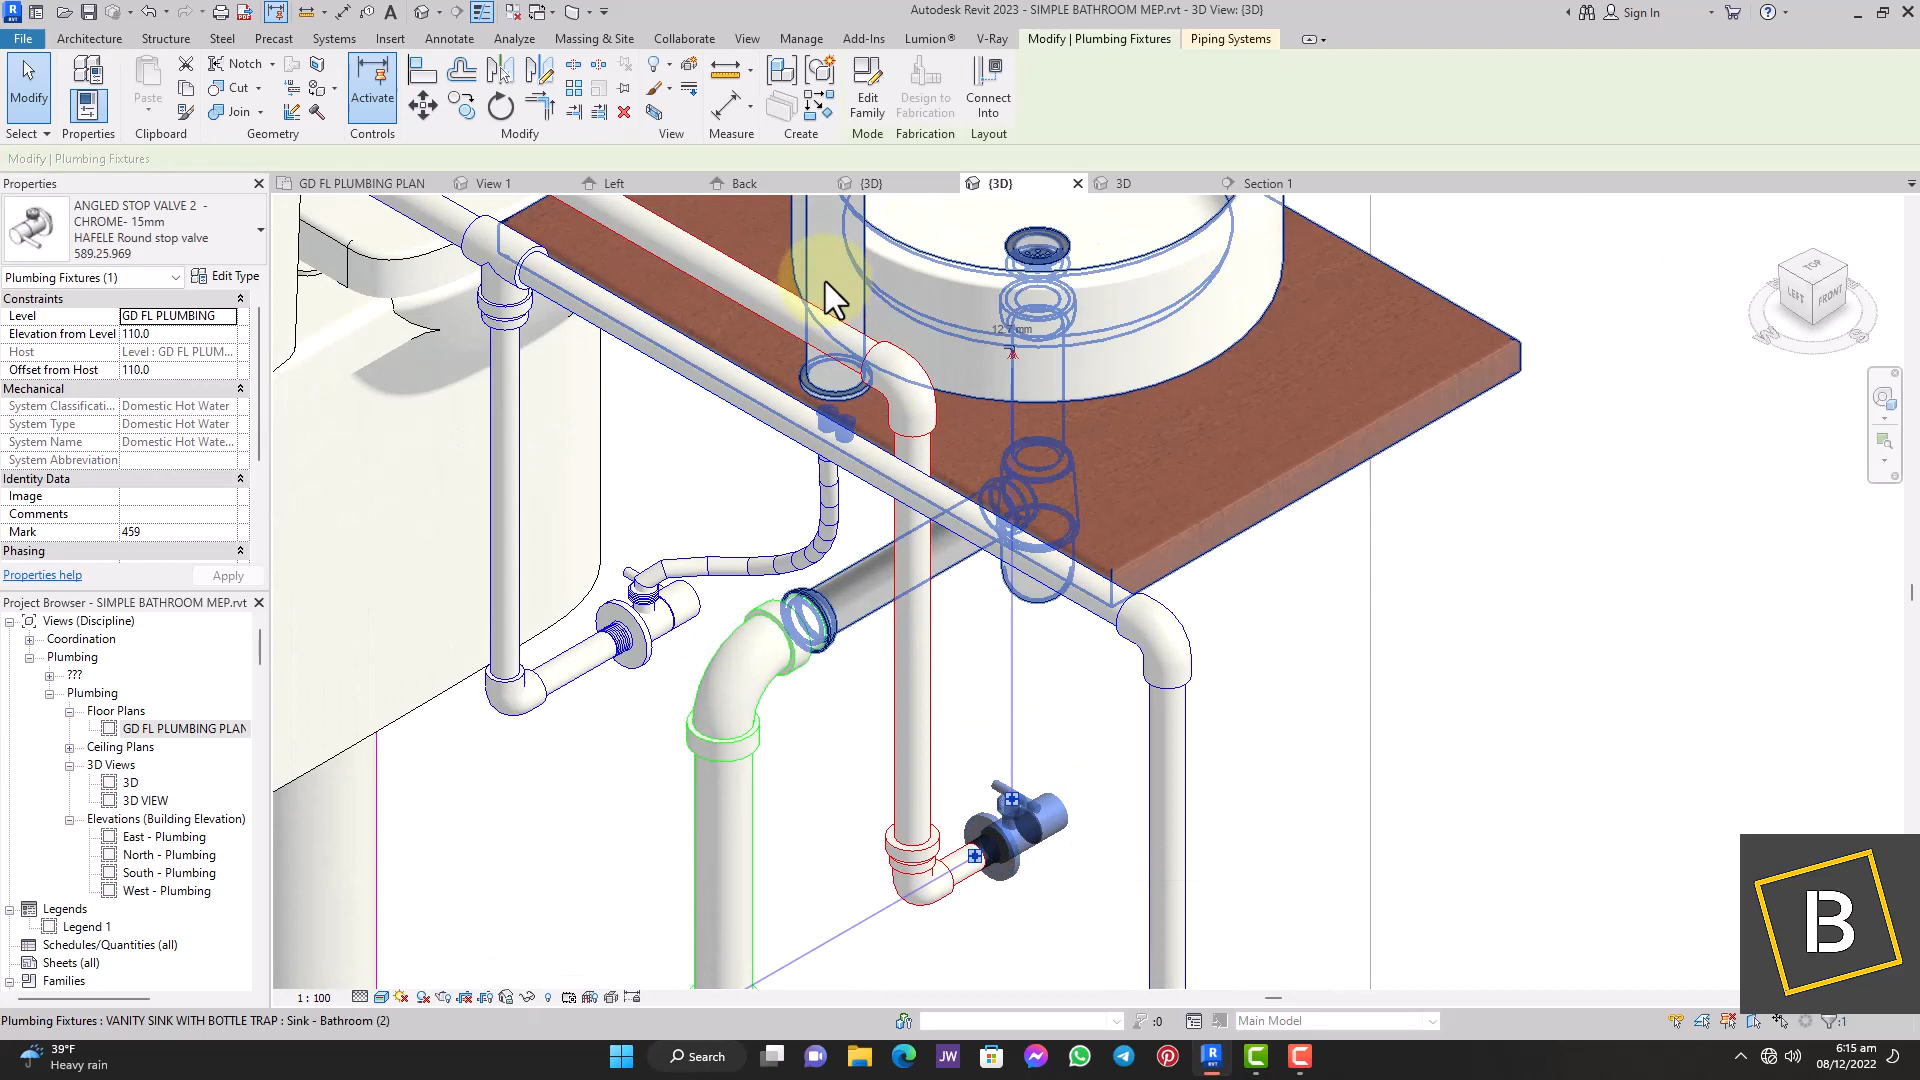 Autodesk Revit 2023 - SIMPLE BATHROOM MEP.rvt - 3D View: {3D}
Sign In
File Architecture Structure Steel Precast Systems Insert Annotate Analyze Massing & Site Collaborate View Manage Add-Ins Lumion® V-Ray Modify | Plumbing Fixtures Piping Systems
Modify
Paste
Notch
Cut
Join
Activate
Edit Family
Design to Fabrication
Connect Into
Select Properties Clipboard Geometry Controls Modify View Measure Create Mode Fabrication Layout
Modify | Plumbing Fixtures
Properties
GD FL PLUMBING PLAN View 1 Left Back {3D} {3D} 3D Section 1
ANGLED STOP VALVE 2 -
CHROME- 15mm
HAFELE Round stop valve
589.25.969
Plumbing Fixtures (1) Edit Type
Constraints
Level GD FL PLUMBING
Elevation from Level 110.0
Host Level : GD FL PLUM...
Offset from Host 110.0
Mechanical
System Classificati... Domestic Hot Water
System Type Domestic Hot Water
System Name Domestic Hot Wate...
System Abbreviation
Identity Data
Image
Comments
Mark 459
Phasing
Properties help Apply
Project Browser - SIMPLE BATHROOM MEP.rvt
Views (Discipline)
Coordination
Plumbing
???
Plumbing
Floor Plans
GD FL PLUMBING PLAN
Ceiling Plans
3D Views
3D
3D VIEW
Elevations (Building Elevation)
East - Plumbing
North - Plumbing
South - Plumbing
West - Plumbing
Legends
Legend 1
Schedules/Quantities (all)
Sheets (all)
Families
12.7 mm
TOP
LEFT FRONT
W S
B
1 : 100
Plumbing Fixtures : VANITY SINK WITH BOTTLE TRAP : Sink - Bathroom (2)
:0
Main Model
:1
39°F
Heavy rain
Search
JW
6:15 am
08/12/2022